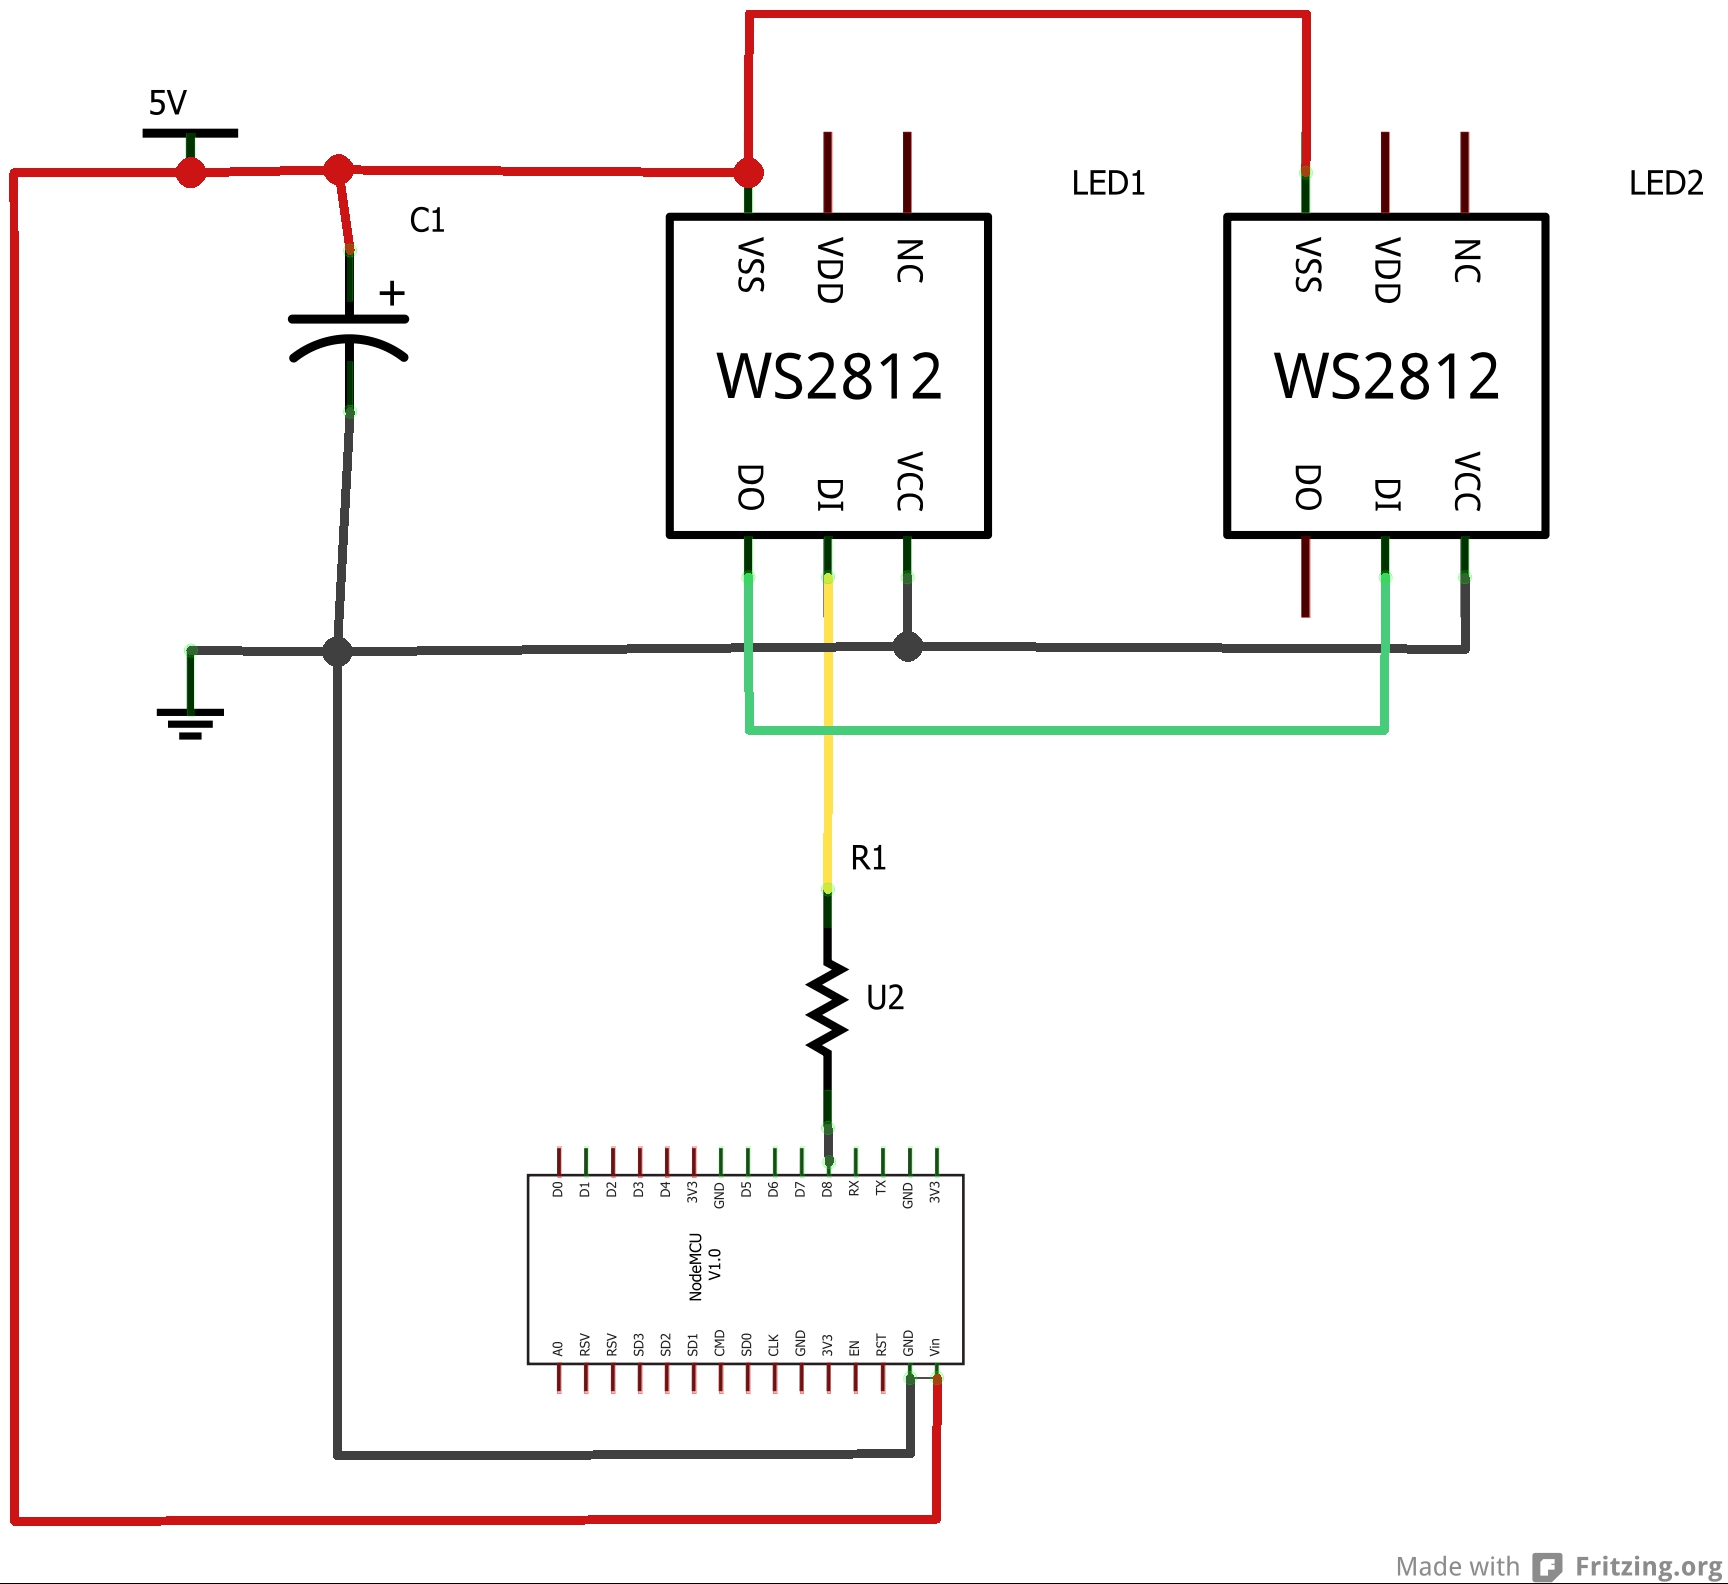 5V
C1
+
LED1
LED2
VSS
VDD
NC
WS2812
DO
DI
VCC
VSS
VDD
NC
WS2812
DO
DI
VCC
R1
U2
D0
D1
D2
D3
D4
3V3
GND
D5
D6
D7
D8
RX
TX
GND
3V3
NodeMCU
V1.0
A0
RSV
RSV
SD3
SD2
SD1
CMD
SD0
CLK
GND
3V3
EN
RST
GND
Vin
Made with Fritzing.org